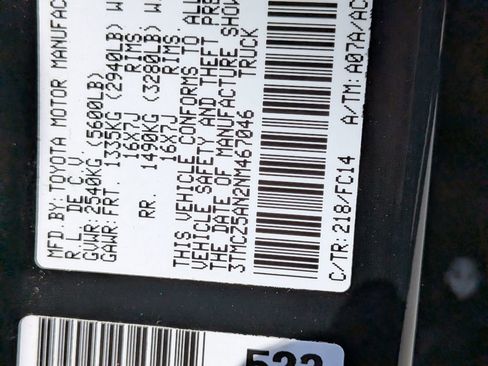 MFD.BY: TOYOTA MOTOR MANUFAC
R.L. DE C.V.
GVWR: 2540KG (5600LB)
GAWR: FRT. 1335KG (2940LB) W
16X7J RIMS,
RR. 1490KG (3280LB) W
16X7J RIMS,
THIS VEHICLE CONFORMS TO ALL
VEHICLE SAFETY AND THEFT PRE
THE DATE OF MANUFACTURE SHOW
3TMCZ5AN2NM467046 TRUCK
C/TR: 218/FC14 A/TM: A07A/AC